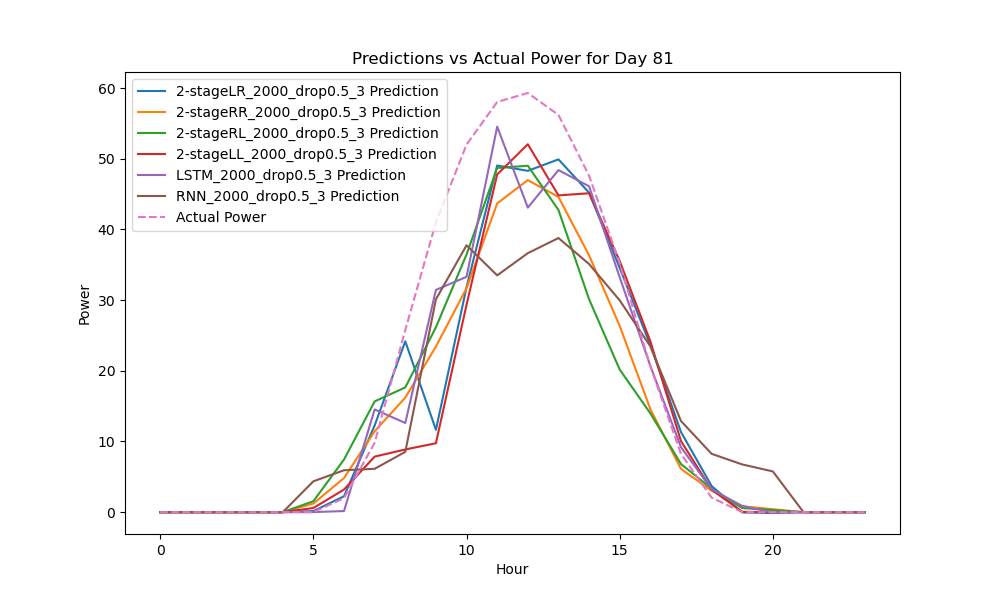 Predictions vs Actual Power for Day 81
2-stageLR_2000_drop0.5_3 Prediction
2-stageRR_2000_drop0.5_3 Prediction
2-stageRL_2000_drop0.5_3 Prediction
2-stageLL_2000_drop0.5_3 Prediction
LSTM_2000_drop0.5_3 Prediction
RNN_2000_drop0.5_3 Prediction
Actual Power
60
50
40
30
20
10
0
Power
0 5 10 15 20
Hour